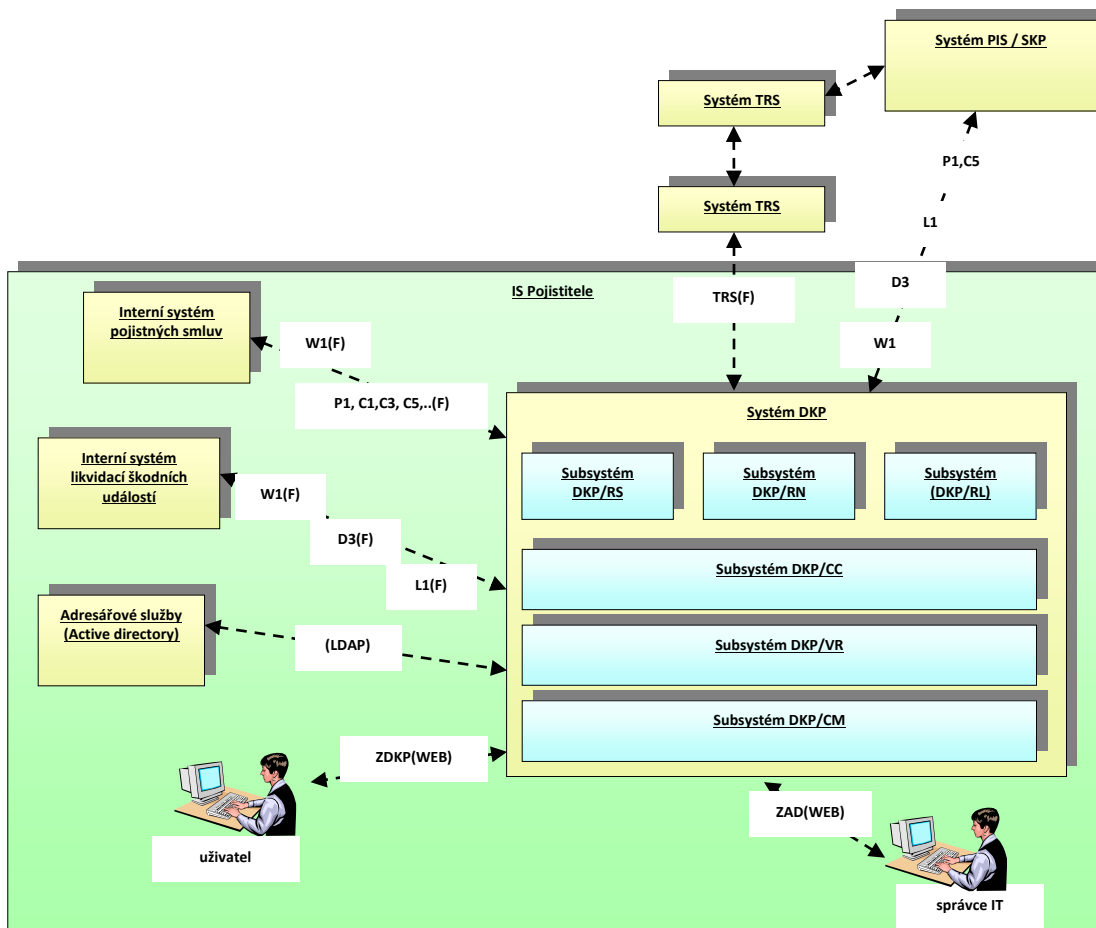 Systém PIS / SKP
Systém TRS
P1,C5
Systém TRS
L1
D3
IS Pojistitele
TRS(F)
Interní systém
pojistných smluv
W1(F)
W1
P1, C1,C3, C5,..(F)
Systém DKP
Interní systém
likvidací škodních
událostí
Subsystém
DKP/RS
Subsystém
DKP/RN
Subsystém
(DKP/RL)
W1(F)
D3(F)
L1(F)
Subsystém DKP/CC
Adresářové služby
(Active directory)
(LDAP)
Subsystém DKP/VR
Subsystém DKP/CM
ZDKP(WEB)
ZAD(WEB)
uživatel
správce IT